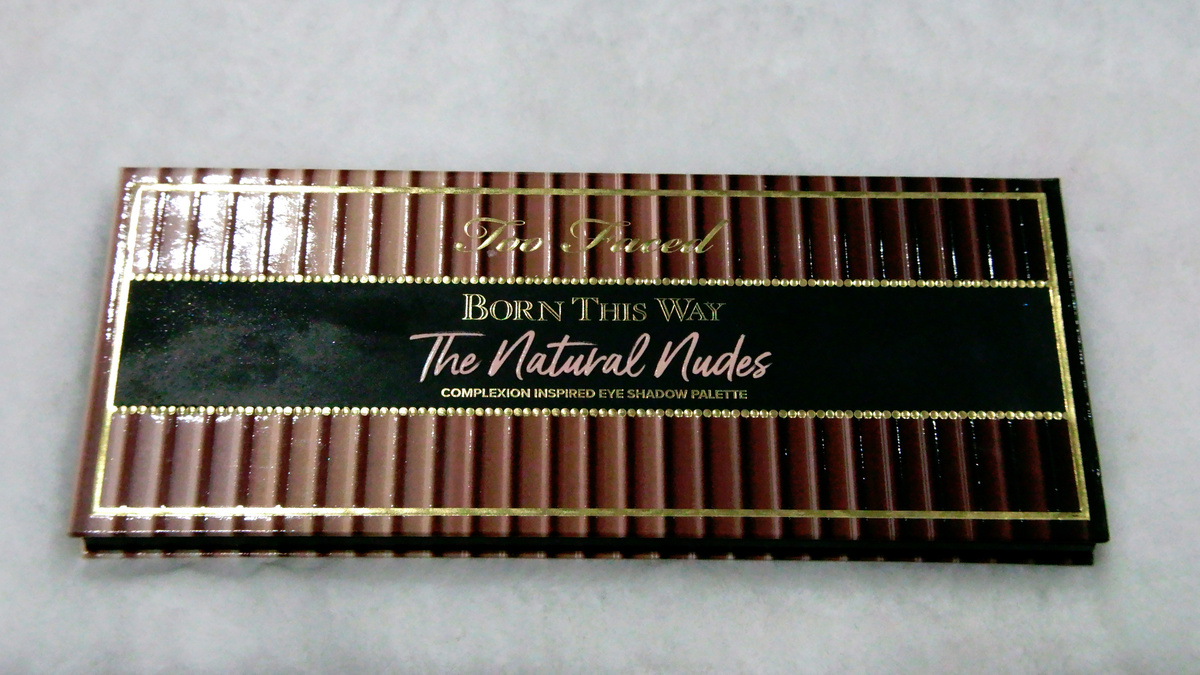 Too Faced
BORN THIS WAY
The Natural Nudes
COMPLEXION INSPIRED EYE SHADOW PALETTE